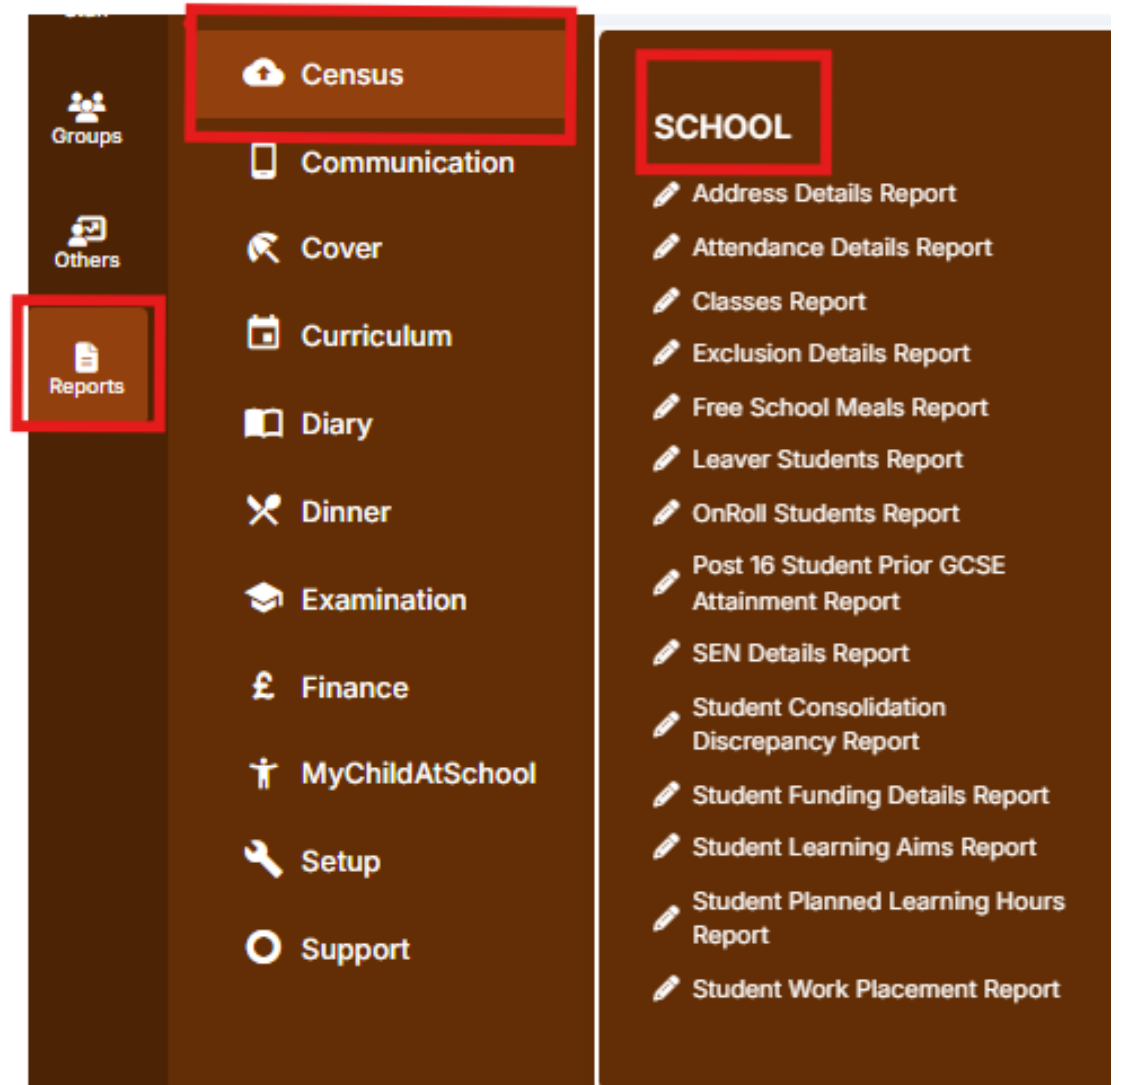 Groups
Others
Reports
Census
Communication
Cover
Curriculum
Diary
Dinner
Examination
Finance
MyChildAtSchool
Setup
Support
SCHOOL
Address Details Report
Attendance Details Report
Classes Report
Exclusion Details Report
Free School Meals Report
Leaver Students Report
OnRoll Students Report
Post 16 Student Prior GCSE
Attainment Report
SEN Details Report
Student Consolidation
Discrepancy Report
Student Funding Details Report
Student Learning Aims Report
Student Planned Learning Hours
Report
Student Work Placement Report